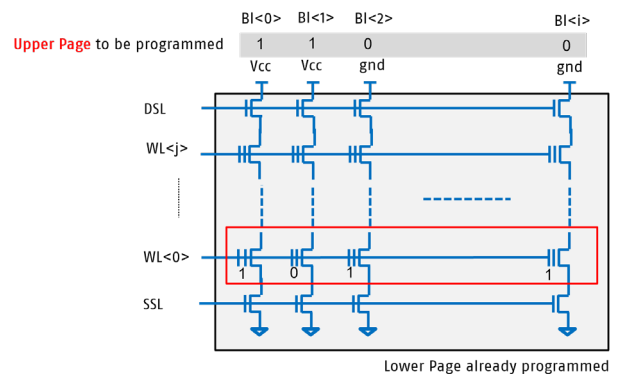 Bl<0> Bl<1> Bl<2> Bl<i>
Upper Page to be programmed 1 1 0 0
Vcc Vcc gnd gnd
DSL
WL<j>
WL<0>
1 0 1 1
SSL
Lower Page already programmed